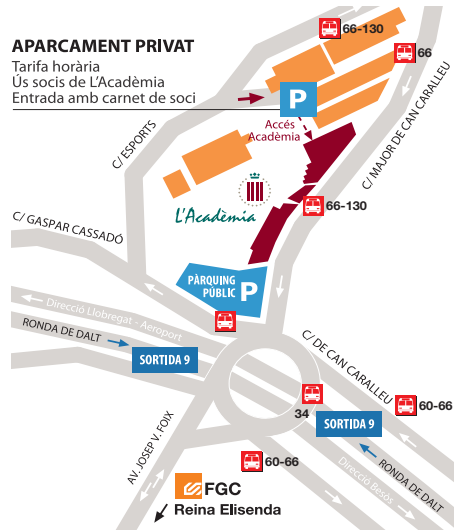 APARCAMENT PRIVAT
Tarifa horària
Ús socis de L'Acadèmia
Entrada amb carnet de soci
66-130
66
P
Accés
Acadèmia
C/ ESPORTS
C/ MAJOR DE CAN CARALLEU
L'Acadèmia
66-130
C/ GASPAR CASSADÓ
PÀRQUING
PÚBLIC
P
Direcció Llobregat - Aeroport
RONDA DE DALT
SORTIDA 9
C/ DE CAN CARALLEU
34
60-66
SORTIDA 9
AV. JOSEP V. FOIX
60-66
Direcció Besòs
RONDA DE DALT
FGC
Reina Elisenda